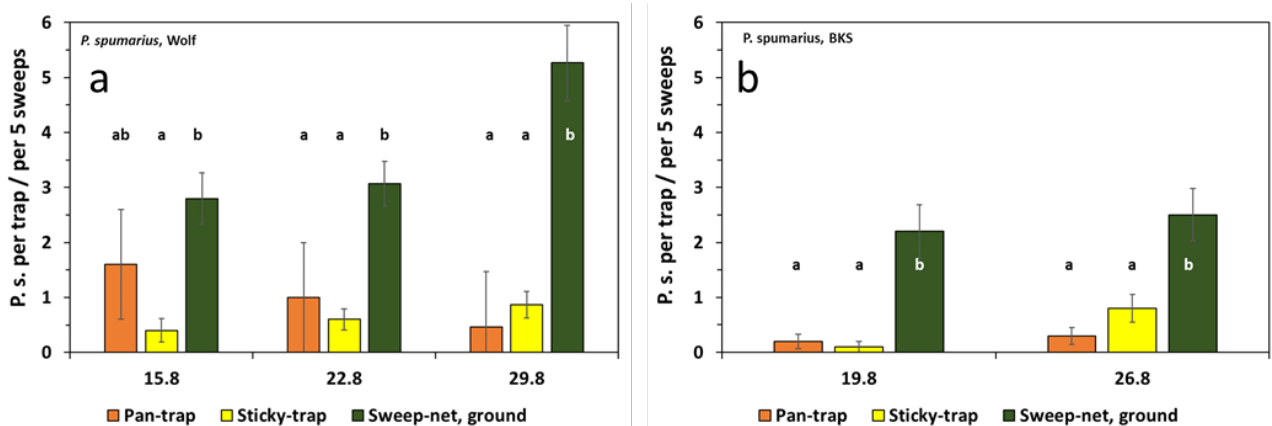 P. spumarius, Wolf
a
P. s. per trap / per 5 sweeps
6
5
4
3
2
1
0
ab a b
a a b
a a b
15.8 22.8 29.8
Pan-trap Sticky-trap Sweep-net, ground
P. spumarius, BKS
b
P. s. per trap / per 5 sweeps
6
5
4
3
2
1
0
a a b
a a b
19.8 26.8
Pan-trap Sticky-trap Sweep-net, ground